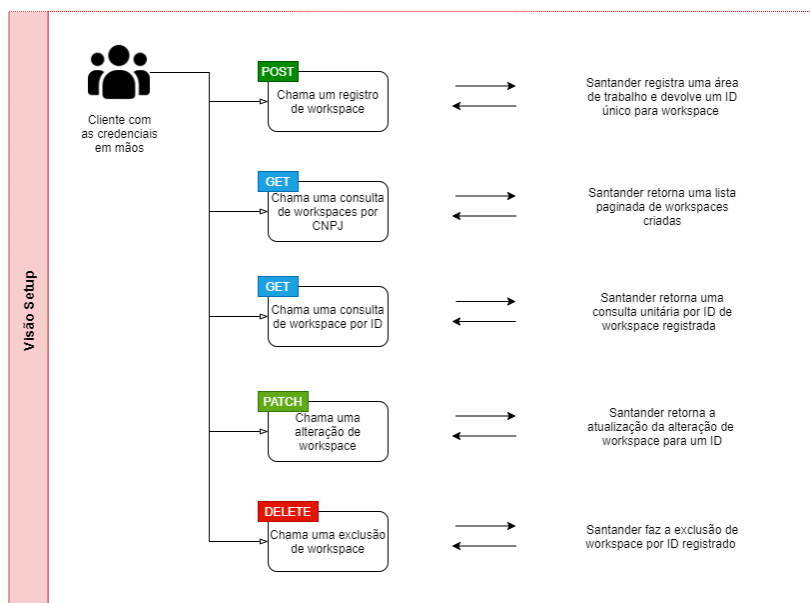 Visão Setup
Cliente com
as credenciais
em mãos
POST
Chama um registro
de workspace
Santander registra uma área
de trabalho e devolve um ID
único para workspace
GET
Chama uma consulta
de workspaces por
CNPJ
Santander retorna uma lista
paginada de workspaces
criadas
GET
Chama uma consulta
de workspace por ID
Santander retorna uma
consulta unitária por ID de
workspace registrada
PATCH
Chama uma
alteração de
workspace
Santander retorna a
atualização da alteração de
workspace para um ID
DELETE
Chama uma exclusão
de workspace
Santander faz a exclusão de
workspace por ID registrado